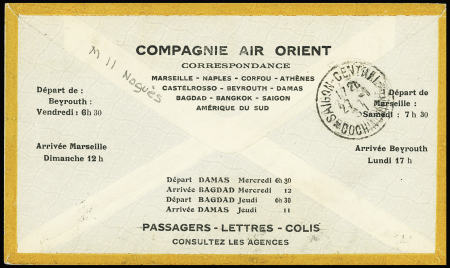 COMPAGNIE AIR ORIENT
CORRESPONDANCE
MARSEILLE - NAPLES - CORFOU - ATHÈNES
CASTELROSSO - BEYROUTH - DAMAS
BAGDAD - BANGKOK - SAIGON
AMÉRIQUE DU SUD
M 11 Noguès
Départ de :
Beyrouth :
Vendredi : 6 h 30
SAIGON-CENTRAL
COCHIN
Départ de
Marseille :
Samedi : 7 h 30
Arrivée Marseille
Dimanche 12 h
Arrivée Beyrouth
Lundi 17 h
Départ DAMAS Mercredi 6h 30
Arrivée BAGDAD Mercredi 12
Départ BAGDAD Jeudi 6h 30
Arrivée DAMAS Jeudi 11
PASSAGERS - LETTRES - COLIS
CONSULTEZ LES AGENCES